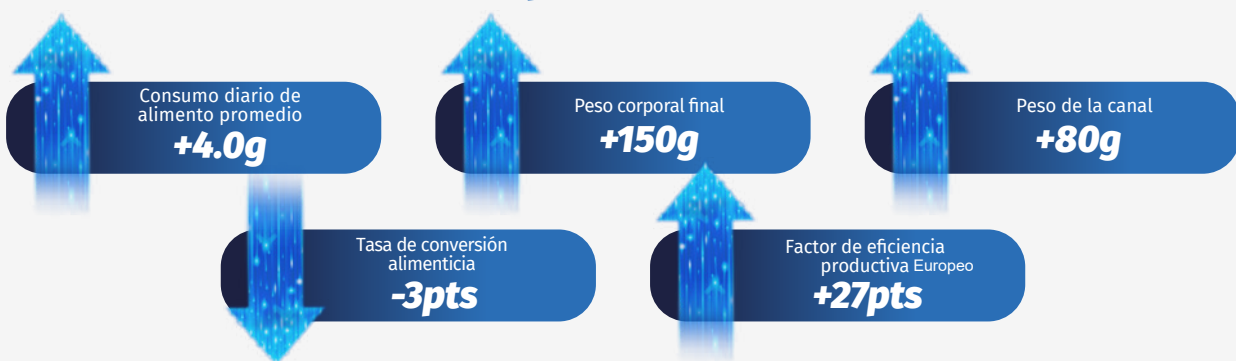 Consumo diario de
alimento promedio
+4.0g
Peso corporal final
+150g
Peso de la canal
+80g
Tasa de conversión
alimenticia
-3pts
Factor de eficiencia
productiva Europeo
+27pts